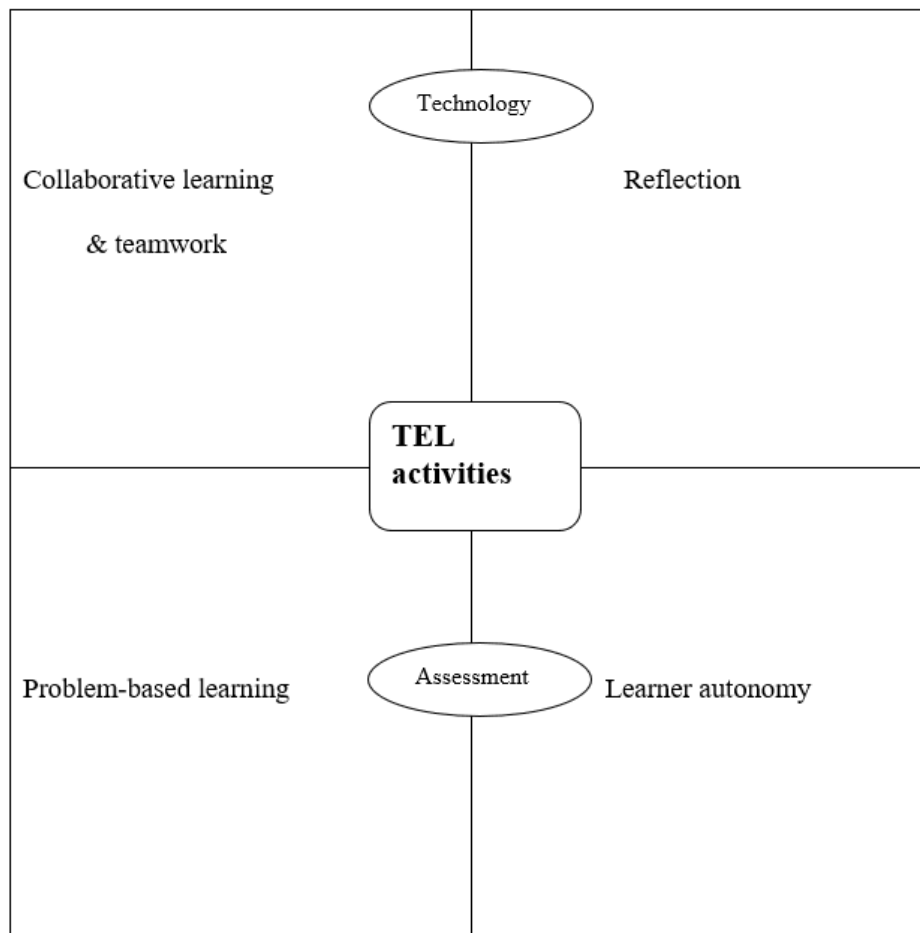 Technology
Collaborative learning
& teamwork
Reflection
TEL
activities
Problem-based learning
Assessment
Learner autonomy